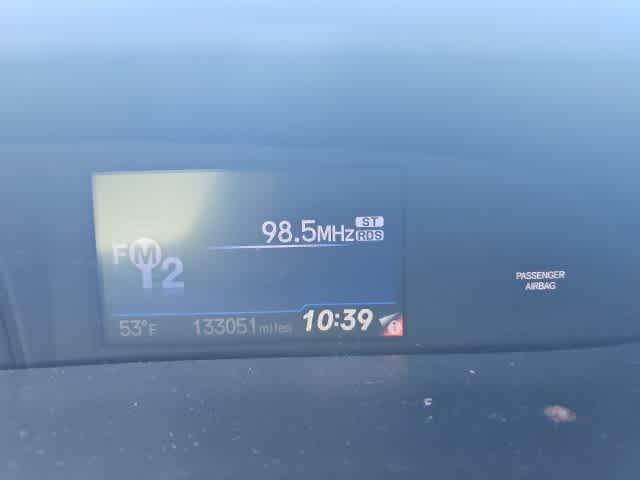 98.5MHz ST
RDS
FM2
53°F 133051 miles 10:39
PASSENGER
AIRBAG